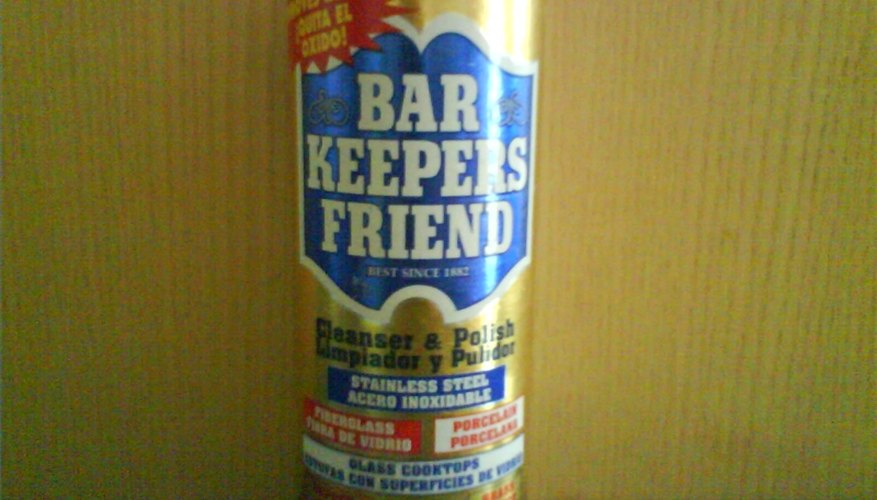 ¡QUITA EL
OXIDO!
BAR
KEEPERS
FRIEND
BEST SINCE 1882
Cleanser & Polish
Limpiador y Pulidor
STAINLESS STEEL
ACERO INOXIDABLE
FIBERGLASS
FIBRA DE VIDRIO
PORCELAIN
PORCELANA
GLASS COOKTOPS
ESTUFAS CON SUPERFICIES DE VIDRIO